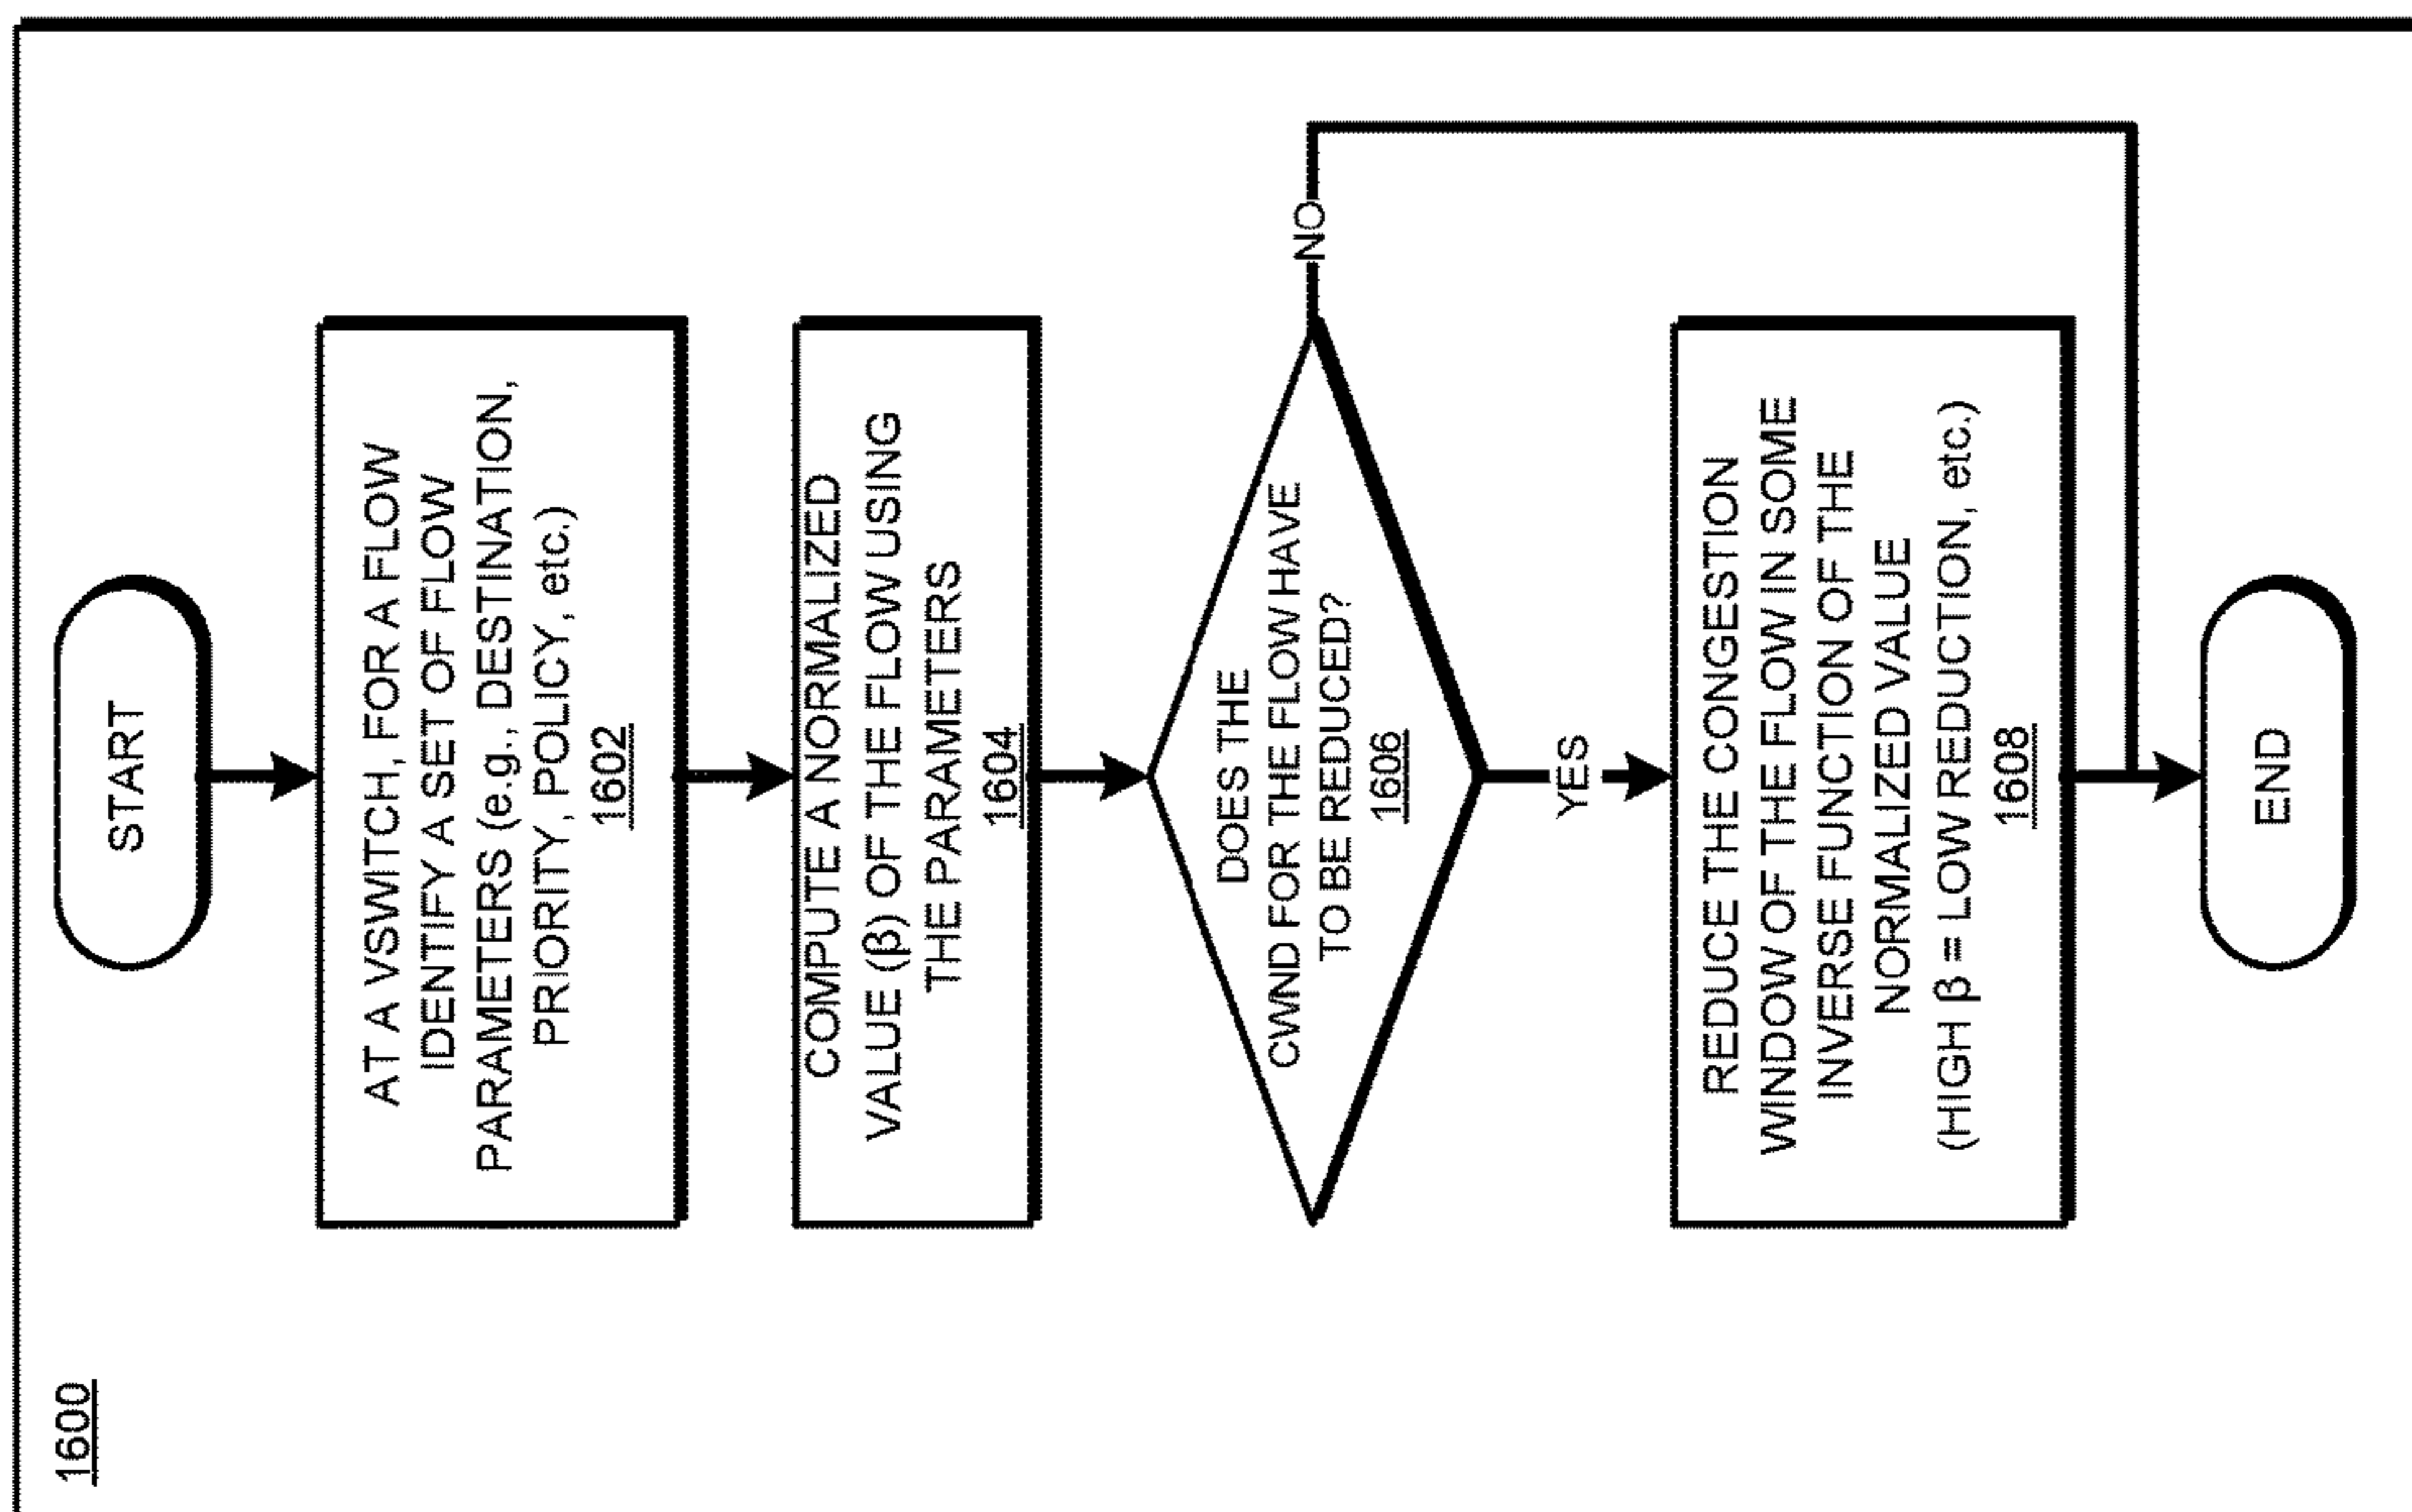 1600
START
AT A VSWITCH, FOR A FLOW
IDENTIFY A SET OF FLOW
PARAMETERS (e.g., DESTINATION,
PRIORITY, POLICY, etc.)
1602
COMPUTE A NORMALIZED
VALUE (β) OF THE FLOW USING
THE PARAMETERS
1604
DOES THE
CWND FOR THE FLOW HAVE
TO BE REDUCED?
1606
NO
YES
REDUCE THE CONGESTION
WINDOW OF THE FLOW IN SOME
INVERSE FUNCTION OF THE
NORMALIZED VALUE
(HIGH β = LOW REDUCTION, etc.)
1608
END